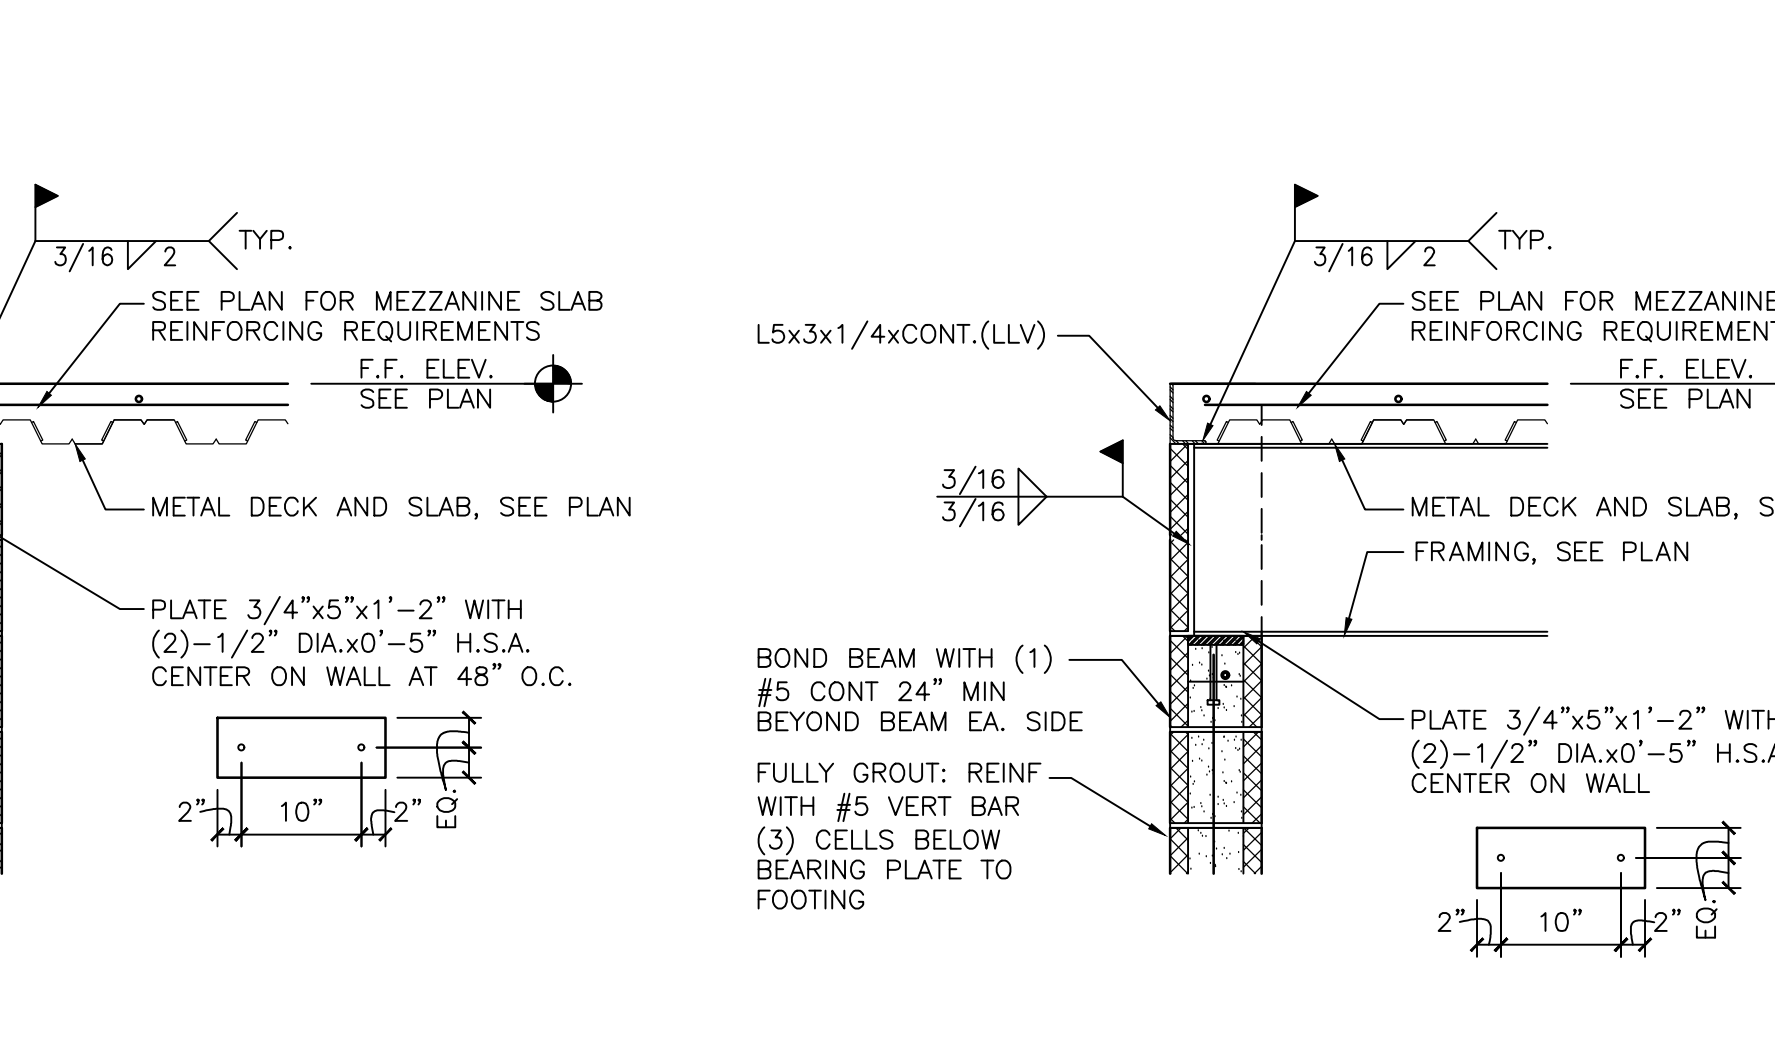 3/16 2 TYP.
SEE PLAN FOR MEZZANINE SLAB
REINFORCING REQUIREMENTS
F.F. ELEV.
SEE PLAN
METAL DECK AND SLAB, SEE PLAN
PLATE 3/4"x5"x1'-2" WITH
(2)-1/2" DIA.x0'-5" H.S.A.
CENTER ON WALL AT 48" O.C.
2" 10" 2" EQ.
3/16 2 TYP.
L5x3x1/4xCONT.(LLV)
SEE PLAN FOR MEZZANINE
REINFORCING REQUIREMENT
F.F. ELEV.
SEE PLAN
3/16
3/16
METAL DECK AND SLAB, S
FRAMING, SEE PLAN
BOND BEAM WITH (1)
#5 CONT 24" MIN
BEYOND BEAM EA. SIDE
FULLY GROUT: REINF
WITH #5 VERT BAR
(3) CELLS BELOW
BEARING PLATE TO
FOOTING
PLATE 3/4"x5"x1'-2" WITH
(2)-1/2" DIA.x0'-5" H.S.A
CENTER ON WALL
2" 10" 2" EQ.